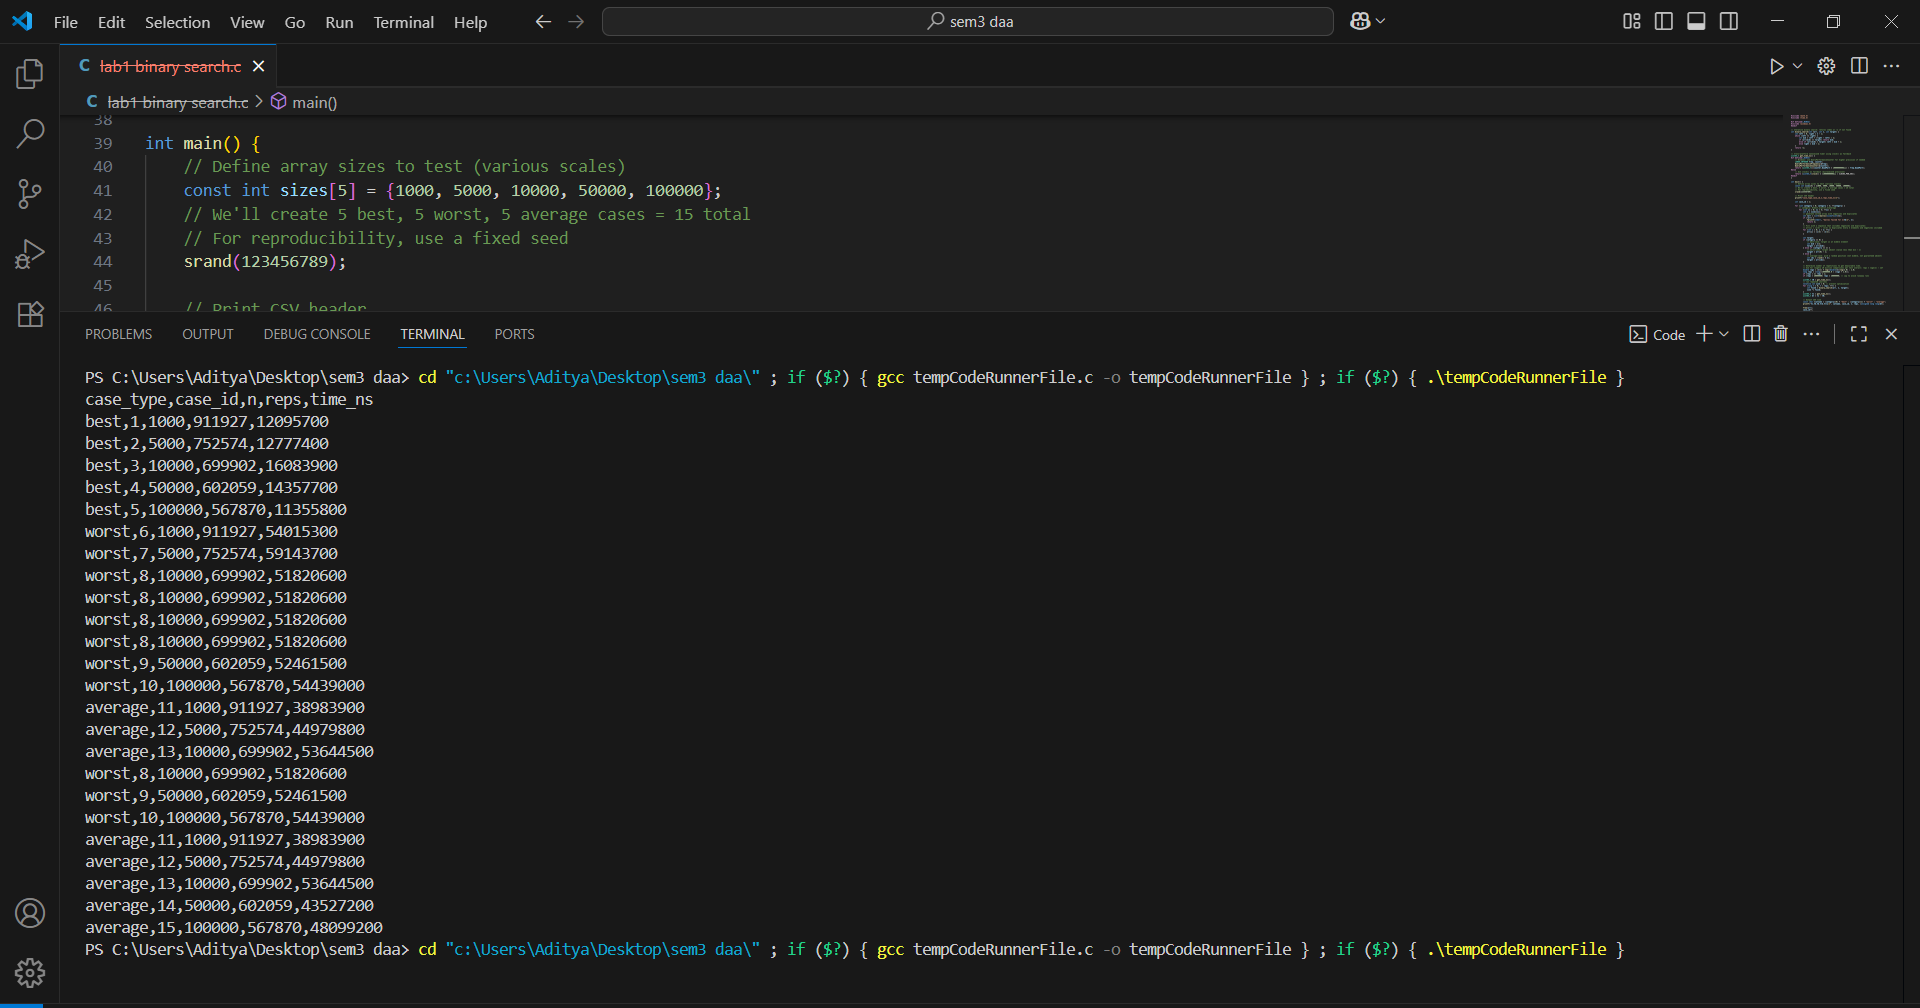 File Edit Selection View Go Run Terminal Help
sem3 daa
C lab1 binary search.c
C lab1 binary search.c > main()
38
39 int main() {
40 // Define array sizes to test (various scales)
41 const int sizes[5] = {1000, 5000, 10000, 50000, 100000};
42 // We'll create 5 best, 5 worst, 5 average cases = 15 total
43 // For reproducibility, use a fixed seed
44 srand(123456789);
45
46 // Print CSV header
PROBLEMS OUTPUT DEBUG CONSOLE TERMINAL PORTS
Code
PS C:\Users\Aditya\Desktop\sem3 daa> cd "c:\Users\Aditya\Desktop\sem3 daa\" ; if ($?) { gcc tempCodeRunnerFile.c -o tempCodeRunnerFile } ; if ($?) { .\tempCodeRunnerFile }
case_type,case_id,n,reps,time_ns
best,1,1000,911927,12095700
best,2,5000,752574,12777400
best,3,10000,699902,16083900
best,4,50000,602059,14357700
best,5,100000,567870,11355800
worst,6,1000,911927,54015300
worst,7,5000,752574,59143700
worst,8,10000,699902,51820600
worst,8,10000,699902,51820600
worst,8,10000,699902,51820600
worst,8,10000,699902,51820600
worst,9,50000,602059,52461500
worst,10,100000,567870,54439000
average,11,1000,911927,38983900
average,12,5000,752574,44979800
average,13,10000,699902,53644500
worst,8,10000,699902,51820600
worst,9,50000,602059,52461500
worst,10,100000,567870,54439000
average,11,1000,911927,38983900
average,12,5000,752574,44979800
average,13,10000,699902,53644500
average,14,50000,602059,43527200
average,15,100000,567870,48099200
PS C:\Users\Aditya\Desktop\sem3 daa> cd "c:\Users\Aditya\Desktop\sem3 daa\" ; if ($?) { gcc tempCodeRunnerFile.c -o tempCodeRunnerFile } ; if ($?) { .\tempCodeRunnerFile }